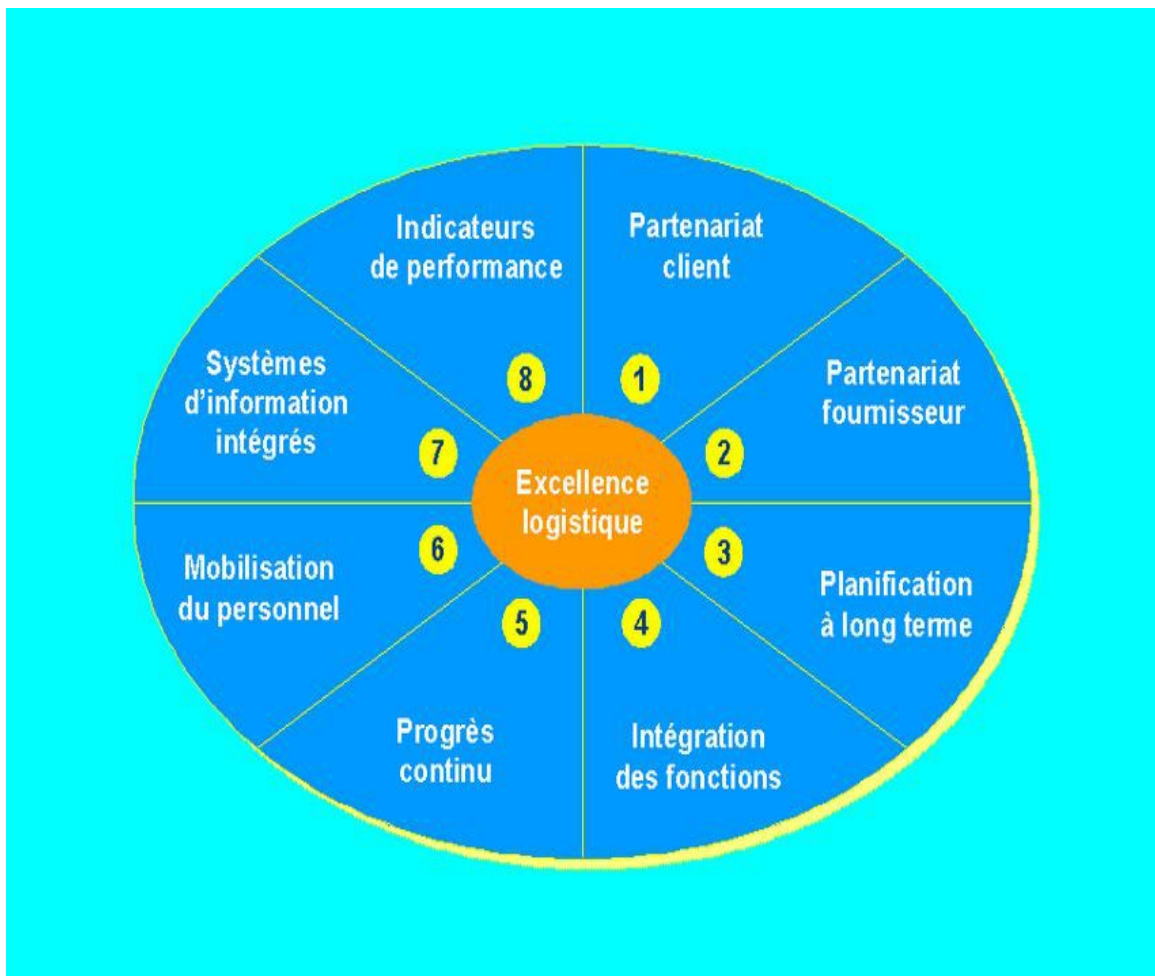 Excellence
logistique
1
Partenariat
client
2
Partenariat
fournisseur
3
Planification
à long terme
4
Intégration
des fonctions
5
Progrès
continu
6
Mobilisation
du personnel
7
Systèmes
d’information
intégrés
8
Indicateurs
de performance